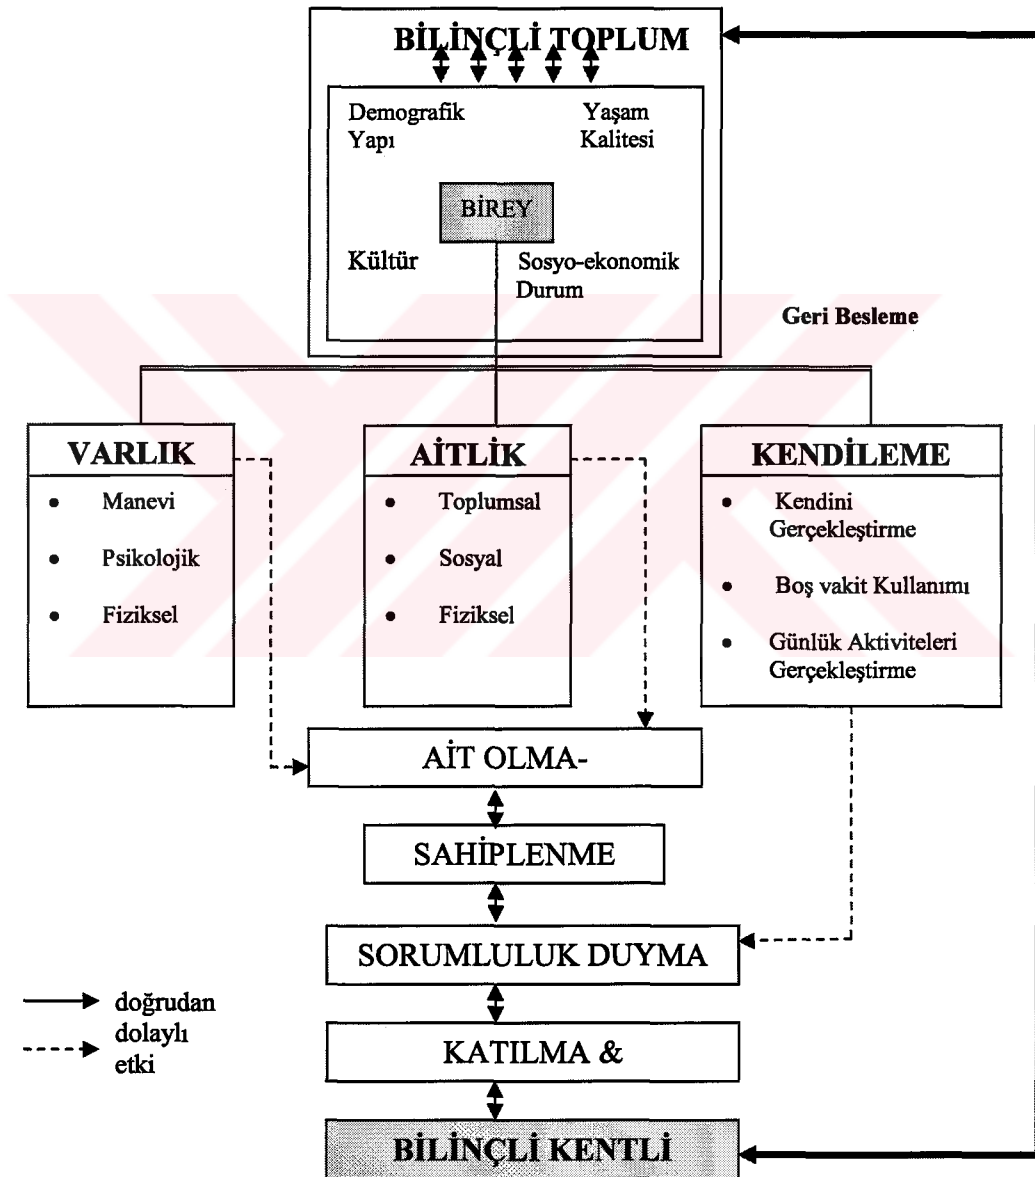 BİLİNÇLİ TOPLUM
Demografik
Yapı
Yaşam
Kalitesi
BİREY
Kültür
Sosyo-ekonomik
Durum
Geri Besleme
VARLIK
• Manevi
• Psikolojik
• Fiziksel
AİTLİK
• Toplumsal
• Sosyal
• Fiziksel
KENDİLEME
• Kendini
Gerçekleştirme
• Boş vakit Kullanımı
• Günlük Aktiviteleri
Gerçekleştirme
AİT OLMA-
SAHİPLENME
SORUMLULUK DUYMA
KATILMA &
BİLİNÇLİ KENTLİ
doğrudan
dolaylı
etki